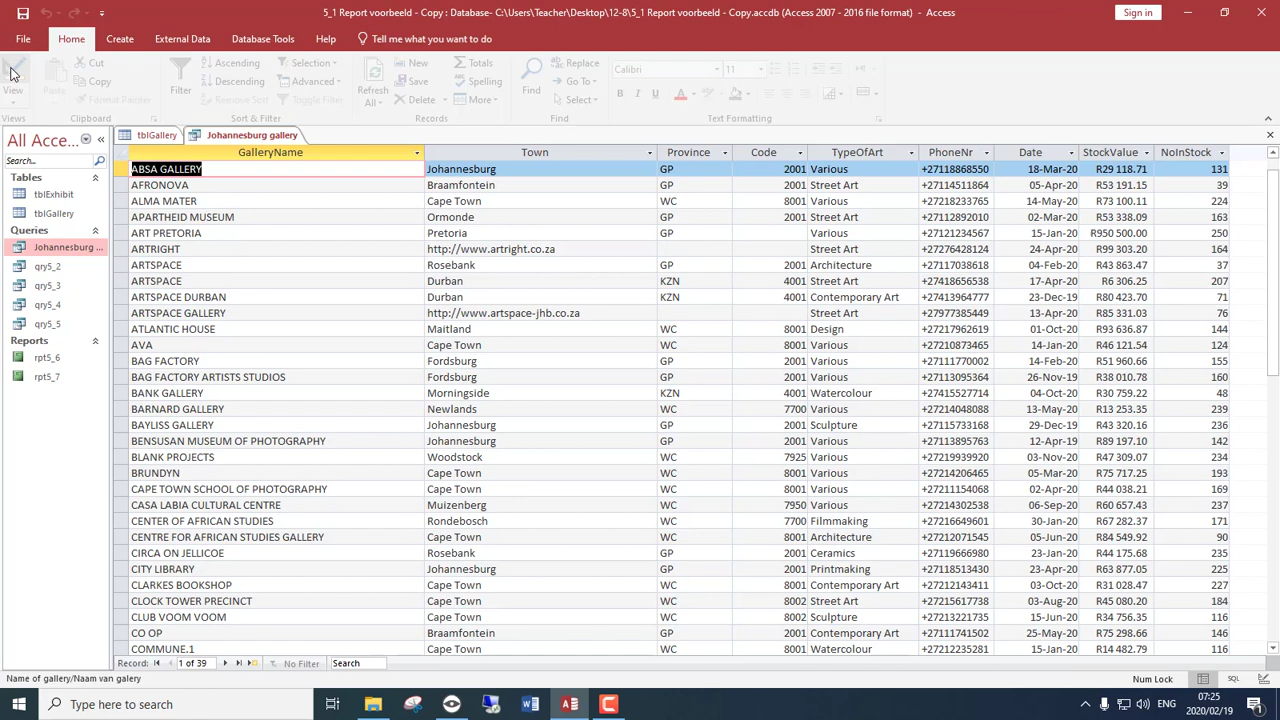 5_1 Report voorbeeld - Copy : Database- C:\Users\Teacher\Desktop\12-8\5_1 Report voorbeeld - Copy.accdb (Access 2007 - 2016 file format) - Access
Sign in
File Home Create External Data Database Tools Help Tell me what you want to do
Cut Ascending Selection Totals New Replace Calibri 11
View Paste Copy Filter Descending Advanced Refresh All Save Spelling Find Go To
Format Painter Remove Sort Toggle Filter Delete More Select B I U A
Views Clipboard Sort & Filter Records Find Text Formatting
All Acce... tblGallery Johannesburg gallery
Search...
Tables
tblExhibit
tblGallery
Queries
Johannesburg ...
qry5_2
qry5_3
qry5_4
qry5_5
Reports
rpt5_6
rpt5_7
GalleryName Town Province Code TypeOfArt PhoneNr Date StockValue NoInStock
ABSA GALLERY Johannesburg GP 2001 Various +27118868550 18-Mar-20 R29 118.71 131
AFRONOVA Braamfontein GP 2001 Street Art +27114511864 05-Apr-20 R53 191.15 39
ALMA MATER Cape Town WC 8001 Various +27218233765 14-May-20 R73 100.11 224
APARTHEID MUSEUM Ormonde GP 2001 Street Art +27112892010 02-Mar-20 R53 338.09 163
ART PRETORIA Pretoria GP Various +27121234567 15-Jan-20 R950 500.00 250
ARTRIGHT http://www.artright.co.za Street Art +27276428124 24-Apr-20 R99 303.20 164
ARTSPACE Rosebank GP 2001 Architecture +27117038618 04-Feb-20 R43 863.47 37
ARTSPACE Durban KZN 4001 Street Art +27418656538 17-Apr-20 R6 306.25 207
ARTSPACE DURBAN Durban KZN 4001 Contemporary Art +27413964777 23-Dec-19 R80 423.70 71
ARTSPACE GALLERY http://www.artspace-jhb.co.za Street Art +27977385449 13-Apr-20 R85 331.03 76
ATLANTIC HOUSE Maitland WC 8001 Design +27217962619 01-Oct-20 R93 636.87 144
AVA Cape Town WC 8001 Various +27210873465 14-Jan-20 R46 121.54 124
BAG FACTORY Fordsburg GP 2001 Various +27111770002 14-Feb-20 R51 960.66 155
BAG FACTORY ARTISTS STUDIOS Fordsburg GP 2001 Various +27113095364 26-Nov-19 R38 010.78 160
BANK GALLERY Morningside KZN 4001 Watercolour +27415527714 04-Oct-20 R30 759.22 48
BARNARD GALLERY Newlands WC 7700 Various +27214048088 13-May-20 R13 253.35 239
BAYLISS GALLERY Johannesburg GP 2001 Sculpture +27115733168 29-Dec-19 R43 320.16 236
BENSUSAN MUSEUM OF PHOTOGRAPHY Johannesburg GP 2001 Various +27113895763 12-Apr-19 R89 197.10 142
BLANK PROJECTS Woodstock WC 7925 Various +27219939920 03-Nov-20 R47 309.07 234
BRUNDYN Cape Town WC 8001 Various +27214206465 05-Mar-20 R75 717.25 193
CAPE TOWN SCHOOL OF PHOTOGRAPHY Cape Town WC 8001 Various +27211154068 02-Apr-20 R44 038.21 169
CASA LABIA CULTURAL CENTRE Muizenberg WC 7950 Various +27214302538 06-Sep-20 R60 657.43 237
CENTER OF AFRICAN STUDIES Rondebosch WC 7700 Filmmaking +27216649601 30-Jan-20 R67 282.37 171
CENTRE FOR AFRICAN STUDIES GALLERY Cape Town WC 8001 Architecture +27212071545 05-Jun-20 R84 549.92 90
CIRCA ON JELLICOE Rosebank GP 2001 Ceramics +27119666980 23-Jan-20 R44 175.68 235
CITY LIBRARY Johannesburg GP 2001 Printmaking +27118513430 23-Apr-20 R63 877.05 225
CLARKES BOOKSHOP Cape Town WC 8001 Contemporary Art +27212143411 03-Oct-20 R31 028.47 227
CLOCK TOWER PRECINCT Cape Town WC 8002 Street Art +27215617738 03-Aug-20 R45 080.20 184
CLUB VOOM VOOM Cape Town WC 8002 Sculpture +27213221735 15-Jun-20 R34 756.35 116
CO OP Braamfontein GP 2001 Contemporary Art +27111741502 25-May-20 R75 298.66 146
COMMUNE.1 Cape Town WC 8001 Watercolour +27212235281 15-Jan-20 R14 482.79 116
Record: 1 of 39 No Filter Search
Name of gallery/Naam van galery Num Lock SQL
Type here to search ENG 07:25
2020/02/19